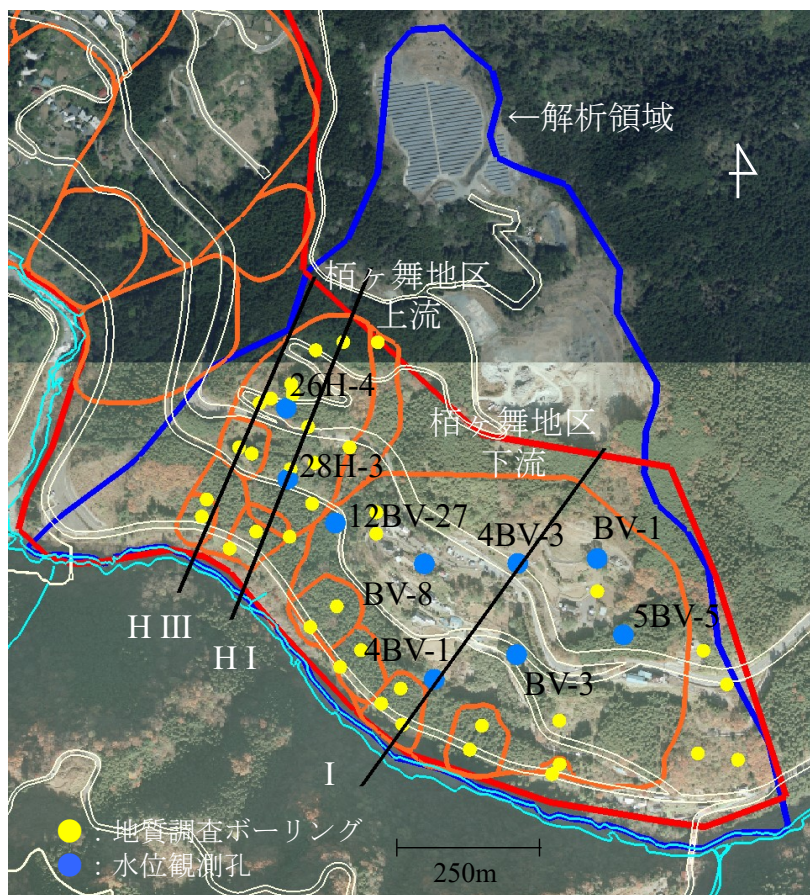 ←解析領域
栢ヶ舞地区
上流
26H-4
栢ヶ舞地区
下流
28H-3
12BV-27
4BV-3
BV-1
BV-8
5BV-5
H III
4BV-1
H I
BV-3
I
：地質調査ボーリング
：水位観測孔
250m